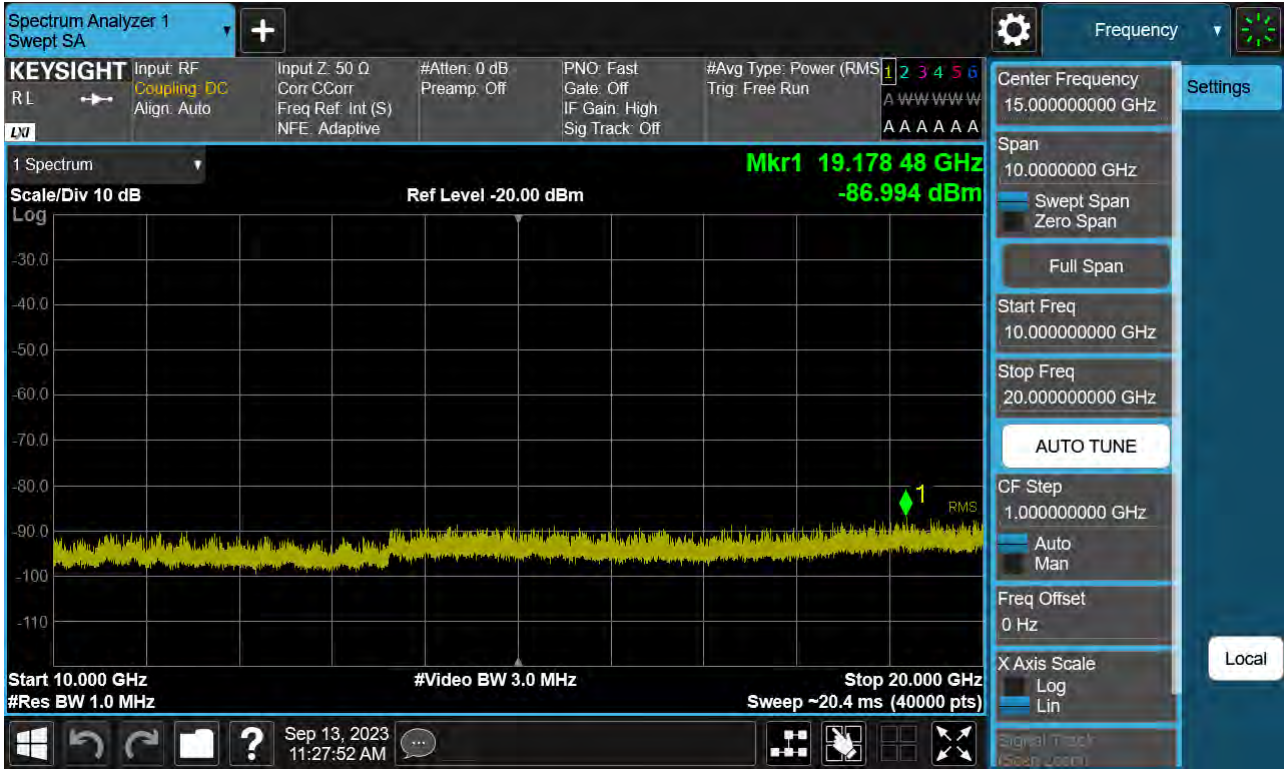 Spectrum Analyzer 1
Swept SA
+
Frequency
KEYSIGHT
R L
LXI
Input: RF
Coupling: DC
Align: Auto
Input Z: 50 Ω
Corr CCorr
Freq Ref: Int (S)
NFE: Adaptive
#Atten: 0 dB
Preamp: Off
PNO: Fast
Gate: Off
IF Gain: High
Sig Track: Off
#Avg Type: Power (RMS
Trig: Free Run
1 2 3 4 5 6
A W W W W W
A A A A A A
1 Spectrum
Scale/Div 10 dB
Log
Ref Level -20.00 dBm
Mkr1 19.178 48 GHz
-86.994 dBm
-30.0
-40.0
-50.0
-60.0
-70.0
-80.0
-90.0
-100
-110
1
RMS
Start 10.000 GHz
#Res BW 1.0 MHz
#Video BW 3.0 MHz
Stop 20.000 GHz
Sweep ~20.4 ms (40000 pts)
Center Frequency
15.000000000 GHz
Span
10.0000000 GHz
Swept Span
Zero Span
Full Span
Start Freq
10.000000000 GHz
Stop Freq
20.000000000 GHz
AUTO TUNE
CF Step
1.000000000 GHz
Auto
Man
Freq Offset
0 Hz
X Axis Scale
Log
Lin
Signal Track
(Span Zoom)
Settings
Local
?
Sep 13, 2023
11:27:52 AM